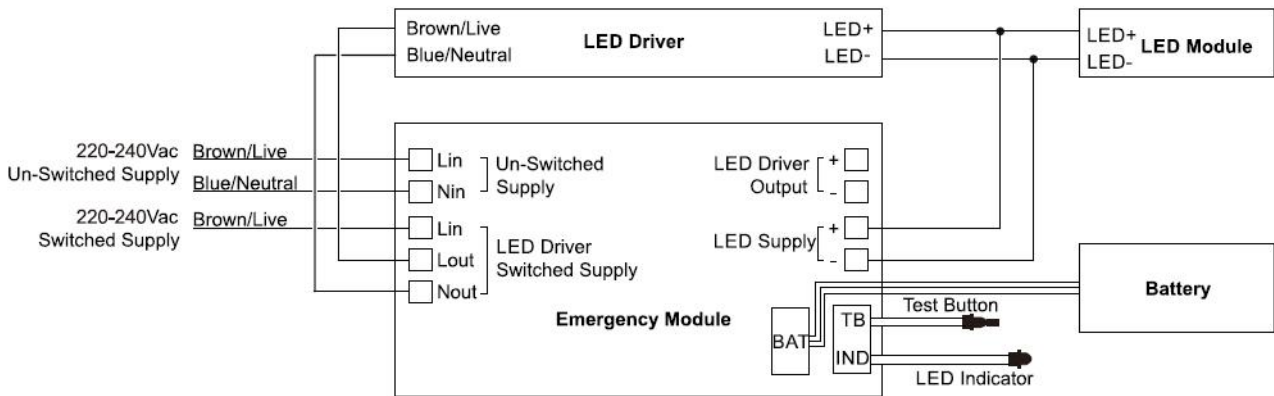 Brown/Live
Blue/Neutral
LED Driver
LED+
LED-
LED+
LED-
LED Module
220-240Vac
Un-Switched Supply
Brown/Live
Blue/Neutral
220-240Vac
Switched Supply
Brown/Live
Lin
Nin
Un-Switched
Supply
Lin
Lout
Nout
LED Driver
Switched Supply
LED Driver
Output
+
-
LED Supply
+
-
Emergency Module
BAT
TB
IND
Test Button
LED Indicator
Battery